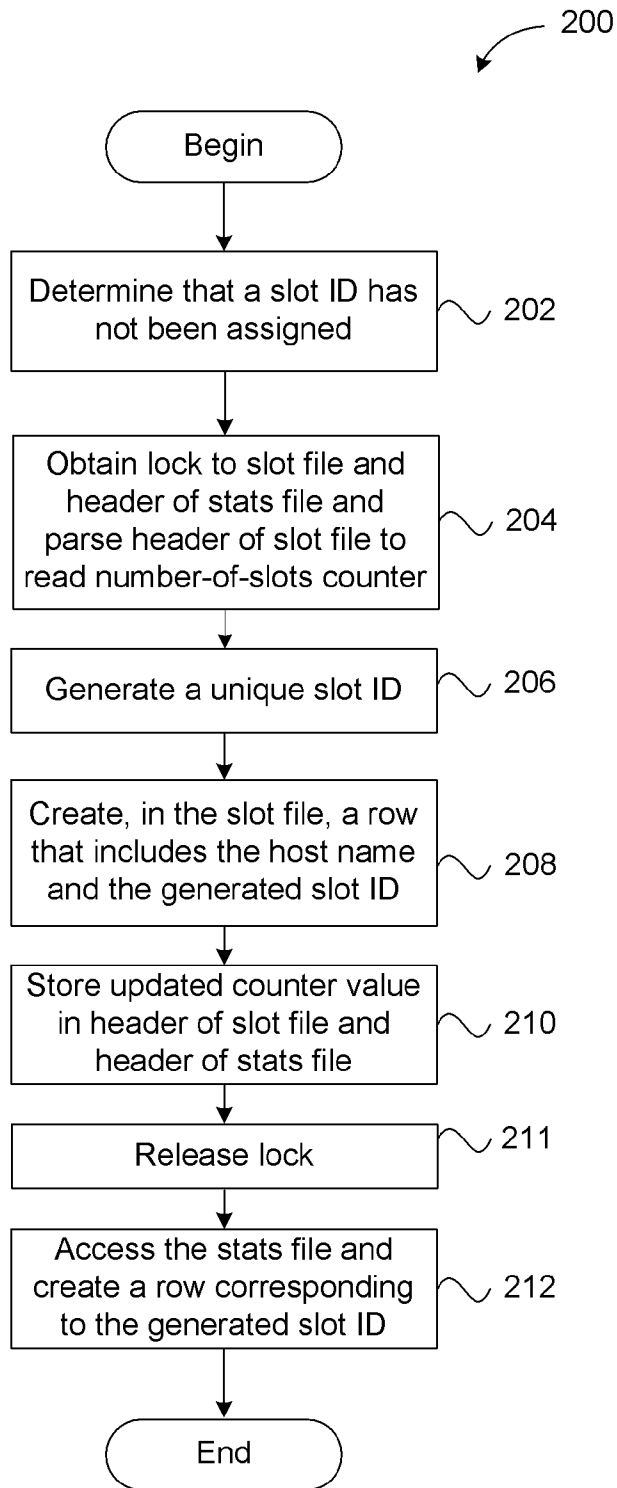 200
Begin
Determine that a slot ID has
not been assigned
202
Obtain lock to slot file and
header of stats file and
parse header of slot file to
read number-of-slots counter
204
Generate a unique slot ID
206
Create, in the slot file, a row
that includes the host name
and the generated slot ID
208
Store updated counter value
in header of slot file and
header of stats file
210
Release lock
211
Access the stats file and
create a row corresponding
to the generated slot ID
212
End